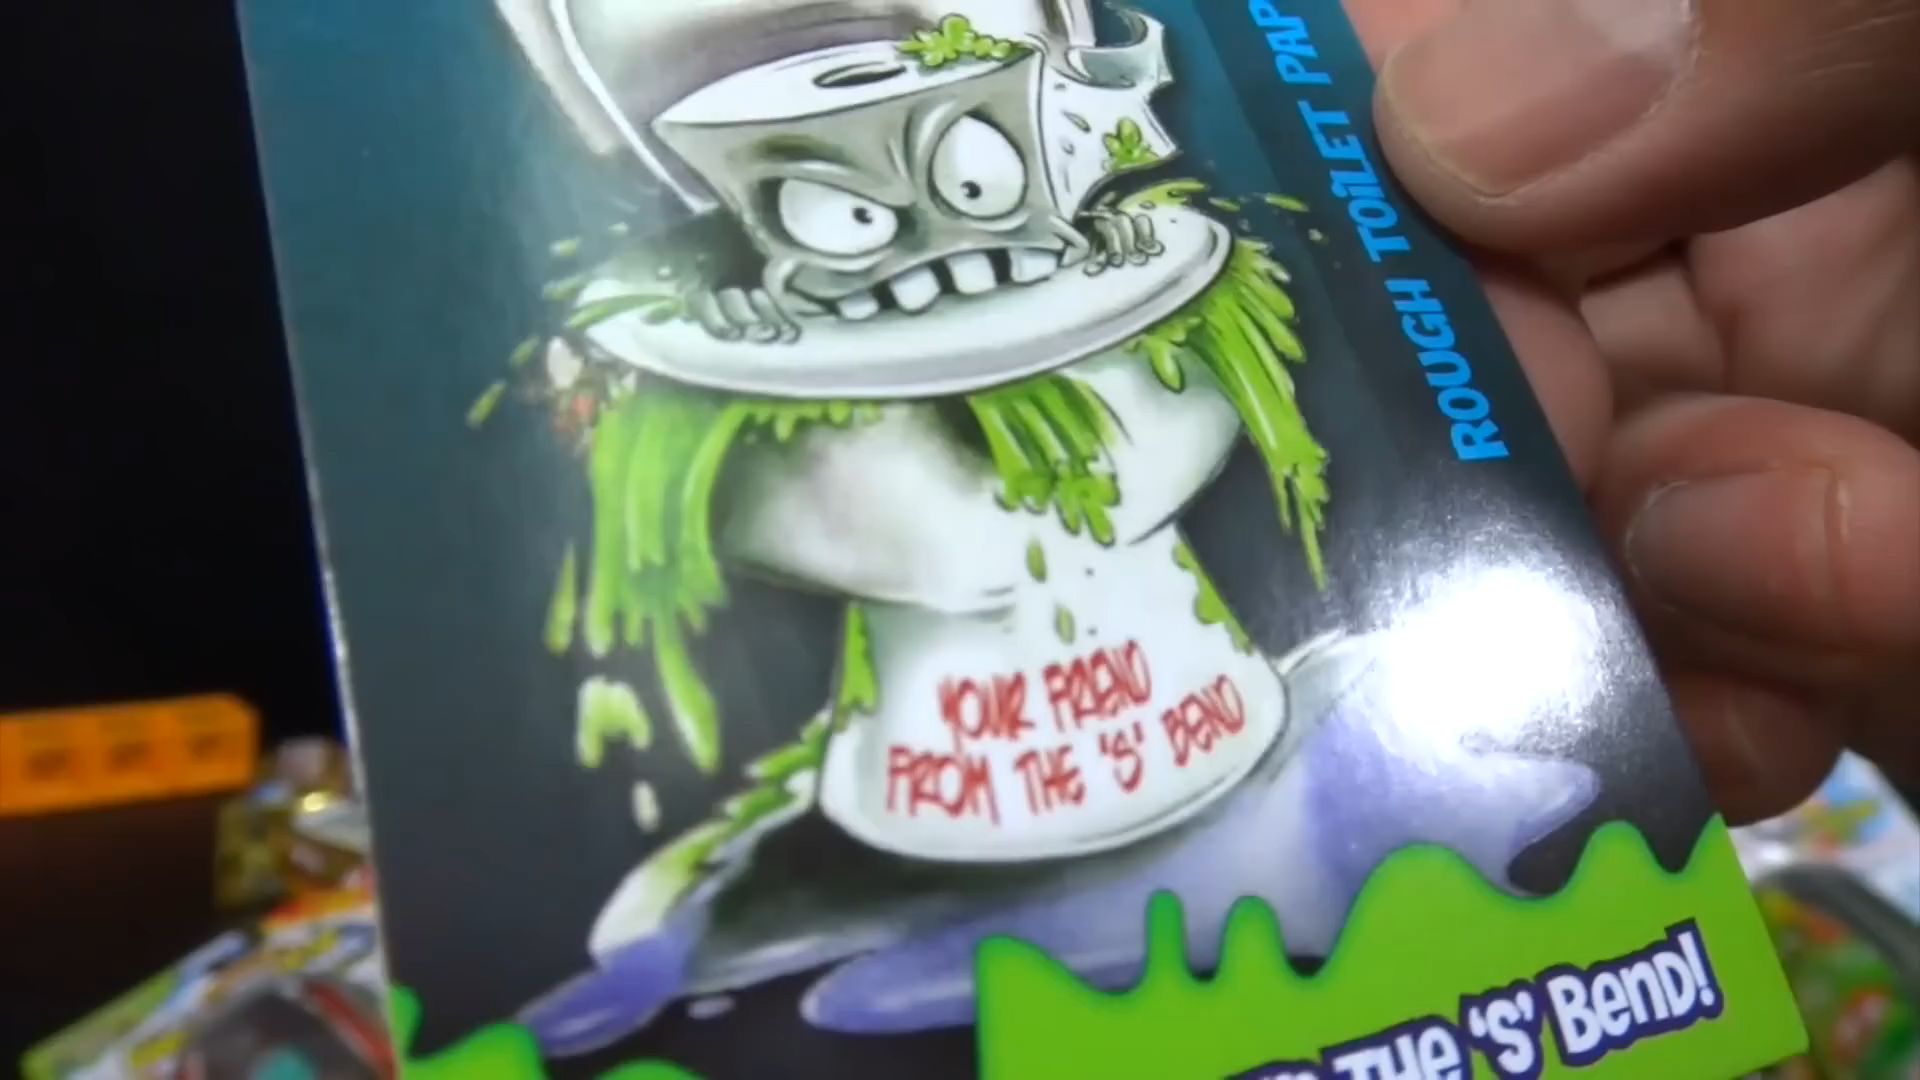 ROUGH TOILET PAP
YOUR FRIEND
FROM THE 'S' BEND
THE 'S' BEND!